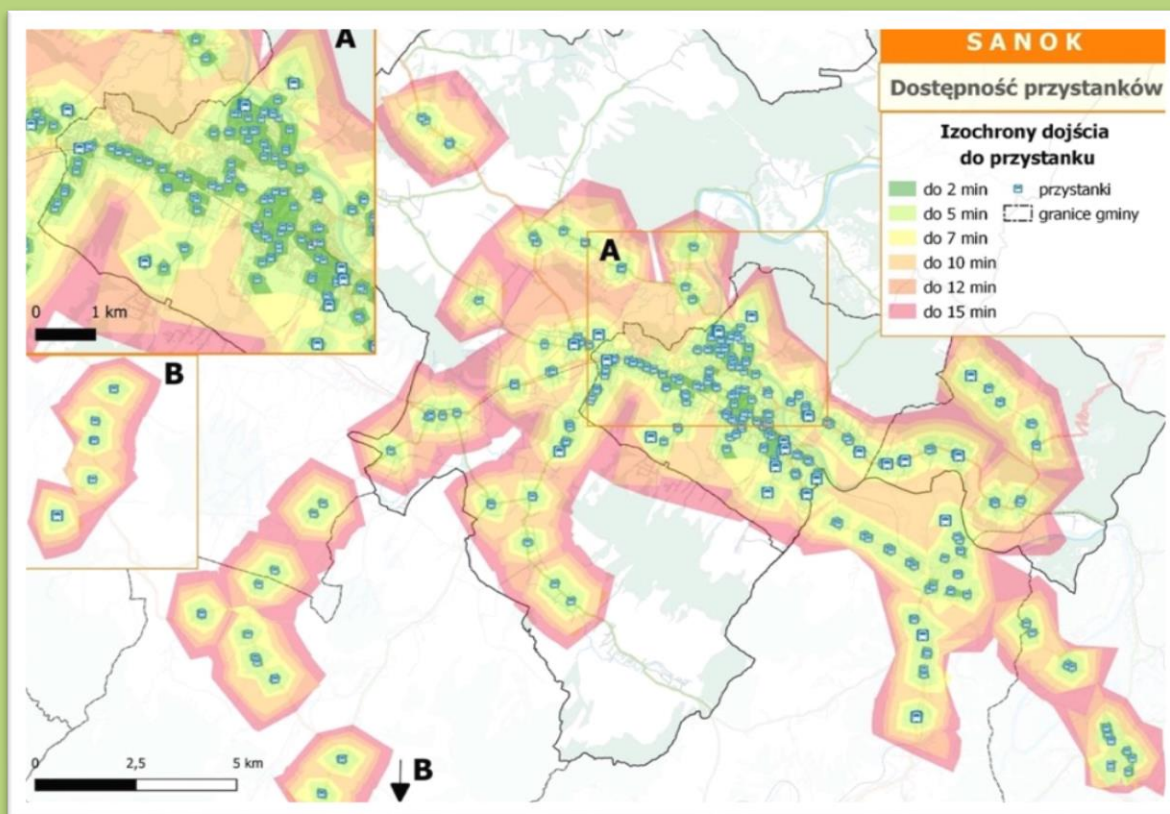 A
SANOK
Dostępność przystanków
Izochrony dojścia
do przystanku
do 2 min
przystanki
do 5 min
granice gminy
do 7 min
do 10 min
do 12 min
do 15 min
A
0 1 km
B
0 2,5 5 km
B